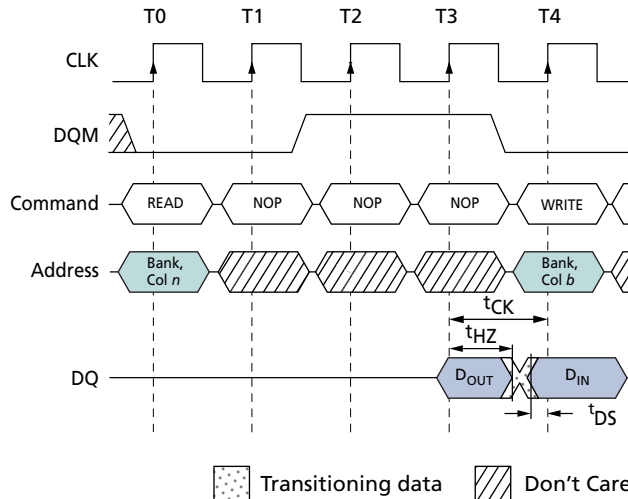 T0 T1 T2 T3 T4
CLK
DQM
Command READ NOP NOP NOP WRITE
Address Bank, Col n Bank, Col b
tCK
tHZ
DQ DOUT DIN
tDS
Transitioning data Don't Care